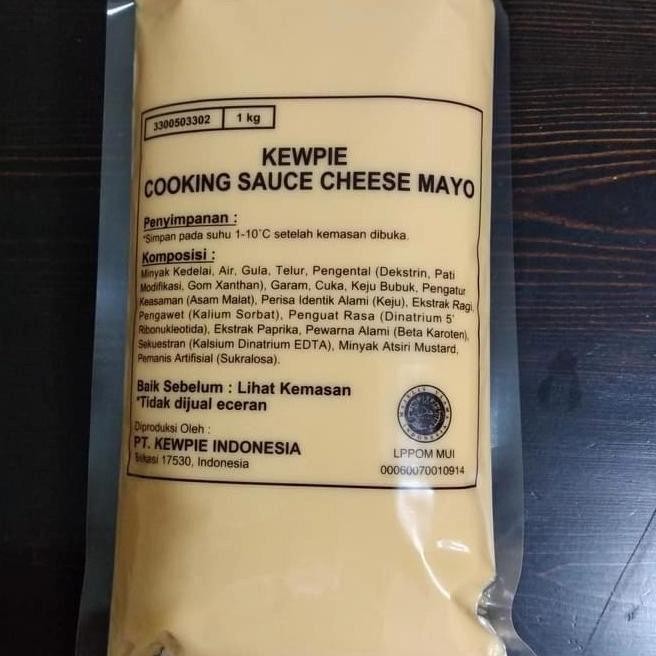 3300503302 1 kg
KEWPIE
COOKING SAUCE CHEESE MAYO
Penyimpanan :
*Simpan pada suhu 1-10°C setelah kemasan dibuka.
Komposisi :
Minyak Kedelai, Air, Gula, Telur, Pengental (Dekstrin, Pati
Modifikasi, Gom Xanthan), Garam, Cuka, Keju Bubuk, Pengatur
Keasaman (Asam Malat), Perisa Identik Alami (Keju), Ekstrak Ragi,
Pengawet (Kalium Sorbat), Penguat Rasa (Dinatrium 5'
Ribonukleotida), Ekstrak Paprika, Pewarna Alami (Beta Karoten),
Sekuestran (Kalsium Dinatrium EDTA), Minyak Atsiri Mustard,
Pemanis Artifisial (Sukralosa).
Baik Sebelum : Lihat Kemasan
*Tidak dijual eceran
Diproduksi Oleh :
PT. KEWPIE INDONESIA
Bekasi 17530, Indonesia
LPPOM MUI
00060070010914